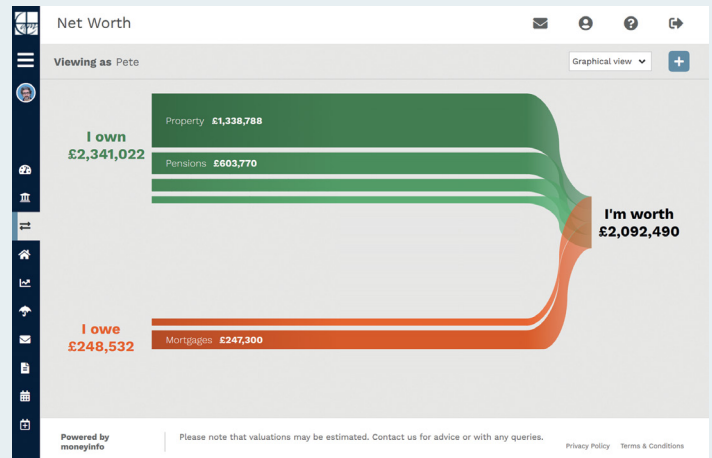 Net Worth
Viewing as Pete
Graphical view
I own
£2,341,022
Property £1,338,788
Pensions £603,770
I'm worth
£2,092,490
I owe
£248,532
Mortgages £247,300
Powered by
moneyinfo
Please note that valuations may be estimated. Contact us for advice or with any queries.
Privacy Policy Terms & Conditions